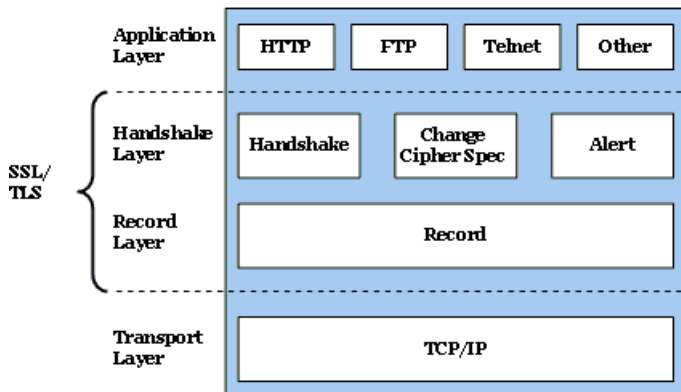 Application
Layer
HTTP
FTP
Telnet
Other
SSL/
TLS
Handshake
Layer
Handshake
Change
Cipher Spec
Alert
Record
Layer
Record
Transport
Layer
TCP/IP